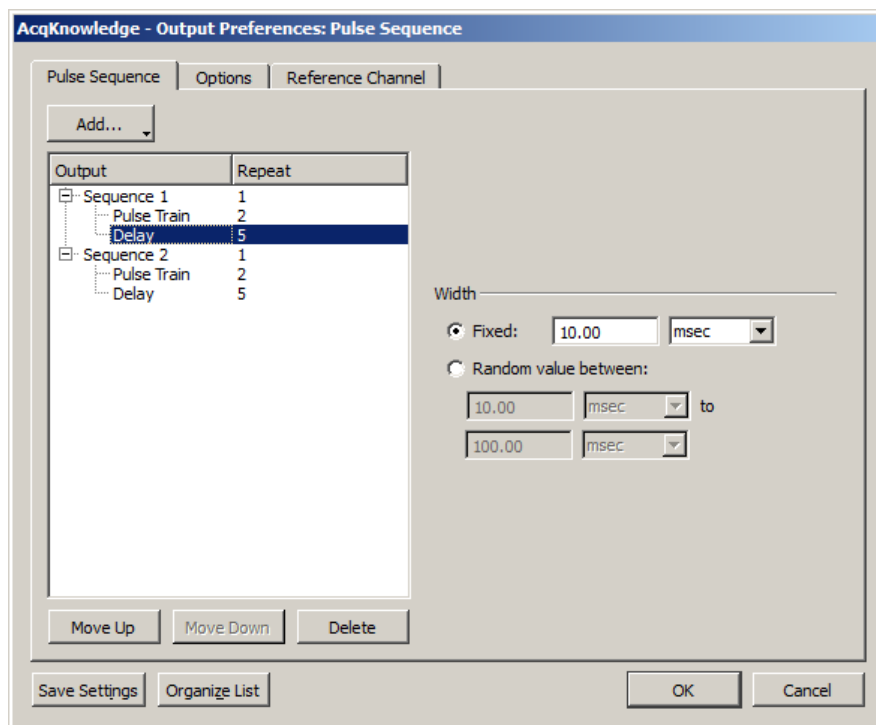 AcqKnowledge - Output Preferences: Pulse Sequence
Pulse Sequence Options Reference Channel
Add...
Output Repeat
Sequence 1 1
Pulse Train 2
Delay 5
Sequence 2 1
Pulse Train 2
Delay 5
Width
Fixed: 10.00 msec
Random value between:
10.00 msec to
100.00 msec
Move Up Move Down Delete
Save Settings Organize List OK Cancel